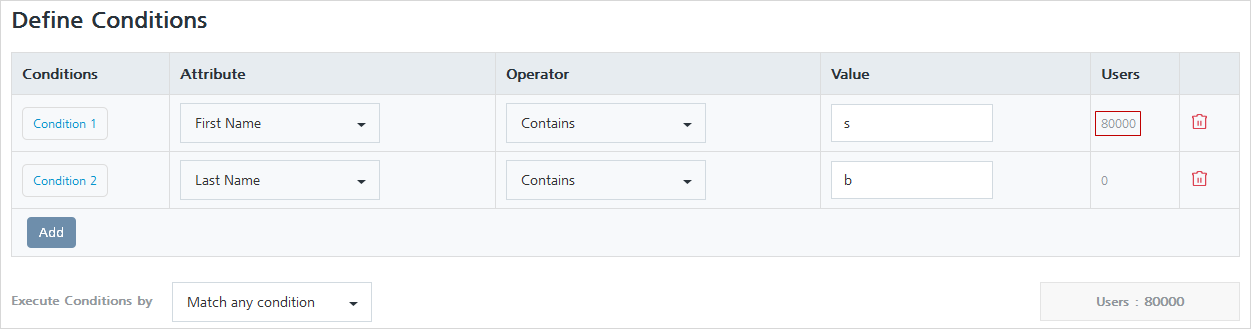 Define Conditions
Conditions Attribute Operator Value Users
Condition 1 First Name Contains s 80000
Condition 2 Last Name Contains b 0
Add
Execute Conditions by Match any condition Users : 80000